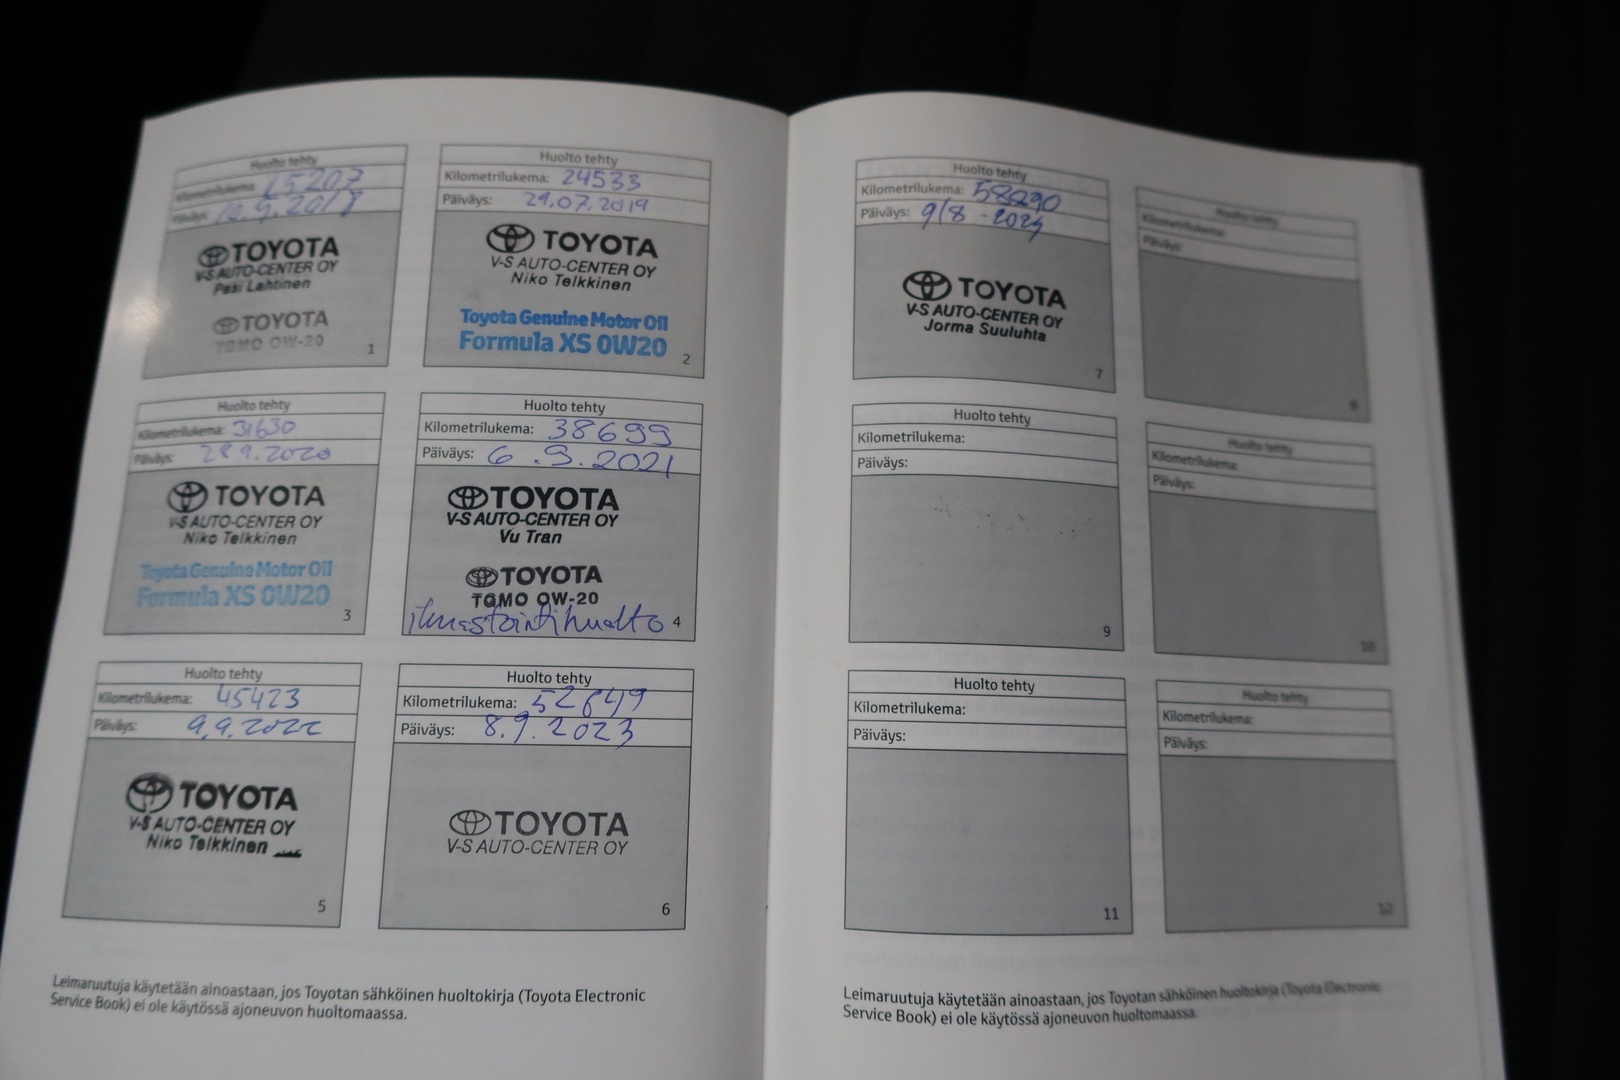 Huolto tehty
Kilometrilukema: 15207
Päiväys: 10.9.2018
TOYOTA
V-S AUTO-CENTER OY
Pasi Lahtinen
TOYOTA
TGMO 0W-20
1
Huolto tehty
Kilometrilukema: 24533
Päiväys: 29.07.2019
TOYOTA
V-S AUTO-CENTER OY
Niko Telkkinen
Toyota Genuine Motor Oil
Formula XS 0W20
2
Huolto tehty
Kilometrilukema: 31630
Päiväys: 28.9.2020
TOYOTA
V-S AUTO-CENTER OY
Niko Telkkinen
Toyota Genuine Motor Oil
Formula XS 0W20
3
Huolto tehty
Kilometrilukema: 38699
Päiväys: 6.9.2021
TOYOTA
V-S AUTO-CENTER OY
Vu Tran
TOYOTA
TGMO 0W-20
ilmastointihuolto
4
Huolto tehty
Kilometrilukema: 45423
Päiväys: 9.9.2022
TOYOTA
V-S AUTO-CENTER OY
Niko Telkkinen
5
Huolto tehty
Kilometrilukema: 52649
Päiväys: 8.9.2023
TOYOTA
V-S AUTO-CENTER OY
6
Leimaruutuja käytetään ainoastaan, jos Toyotan sähköinen huoltokirja (Toyota Electronic
Service Book) ei ole käytössä ajoneuvon huoltomaassa.
Huolto tehty
Kilometrilukema: 58290
Päiväys: 9/8-2024
TOYOTA
V-S AUTO-CENTER OY
Jorma Suuluhta
7
Huolto tehty
Kilometrilukema:
Päiväys:
8
Huolto tehty
Kilometrilukema:
Päiväys:
9
Huolto tehty
Kilometrilukema:
Päiväys:
10
Huolto tehty
Kilometrilukema:
Päiväys:
11
Huolto tehty
Kilometrilukema:
Päiväys:
12
Leimaruutuja käytetään ainoastaan, jos Toyotan sähköinen huoltokirja (Toyota Electronic
Service Book) ei ole käytössä ajoneuvon huoltomaassa.